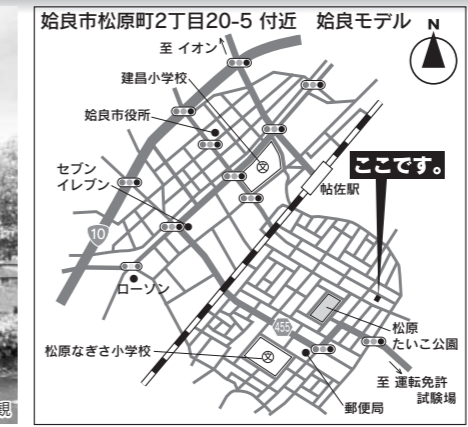 姶良市松原町2丁目20-5 付近　姶良モデル
N
至 イオン
建昌小学校
姶良市役所
セブン
イレブン
ここです。
帖佐駅
10
ローソン
455
松原
たいこ公園
松原なぎさ小学校
至 運転免許
試験場
郵便局
観